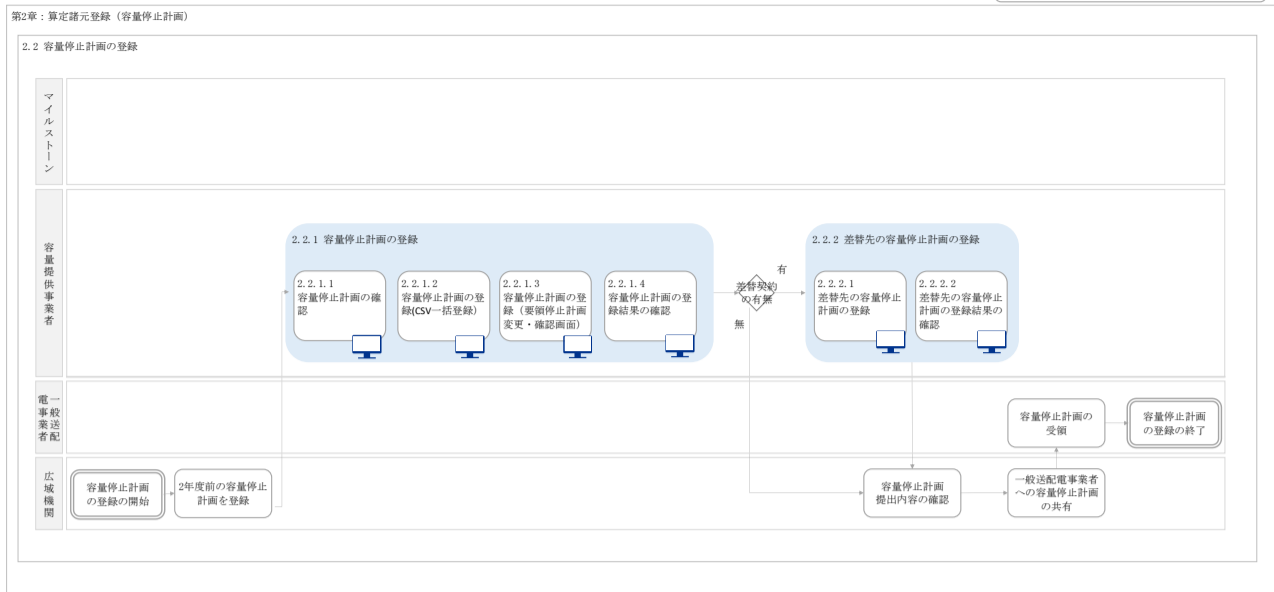 第2章：算定諸元登録（容量停止計画）
2.2 容量停止計画の登録
マイルストーン
容量提供事業者
2.2.1 容量停止計画の登録
2.2.1.1
容量停止計画の確
認
2.2.1.2
容量停止計画の登
録(CSV一括登録)
2.2.1.3
容量停止計画の登
録（要領停止計画
変更・確認画面）
2.2.1.4
容量停止計画の登
録結果の確認
差替契約
の有無
有
無
2.2.2 差替先の容量停止計画の登録
2.2.2.1
差替先の容量停止
計画の登録
2.2.2.2
差替先の容量停止
計画の登録結果の
確認
一般送配
電事業者
容量停止計画の
受領
容量停止計画
の登録の終了
広域機関
容量停止計画
の登録の開始
2年度前の容量停止
計画を登録
容量停止計画
提出内容の確認
一般送配電事業者
への容量停止計画
の共有